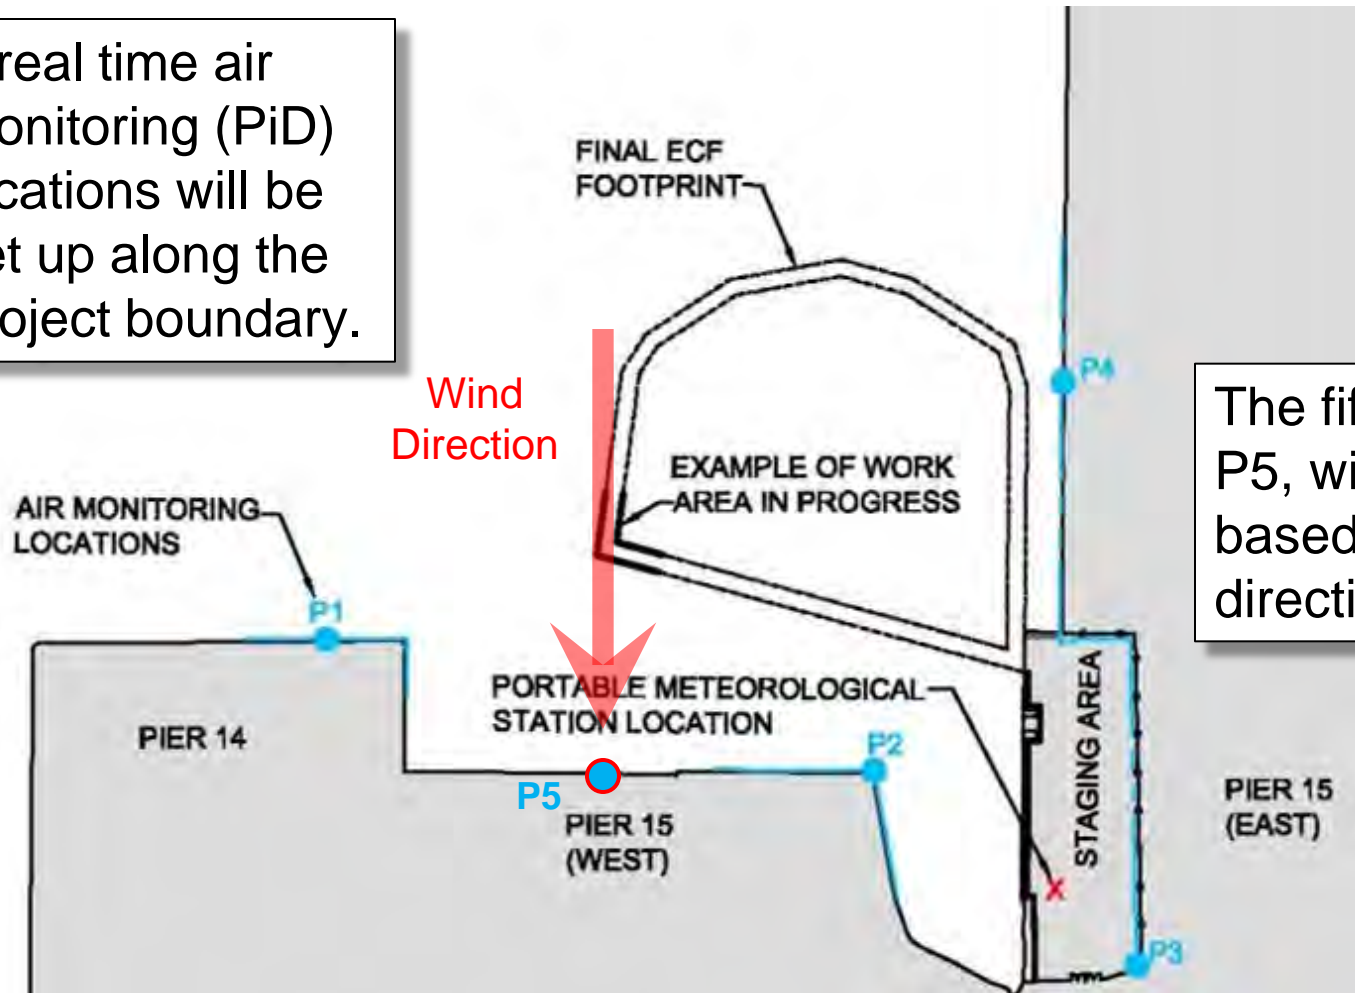 real time air
onitoring (PiD)
cations will be
et up along the
oject boundary.
FINAL ECF
FOOTPRINT
Wind
Direction
P4
The fif
P5, wi
based
directi
EXAMPLE OF WORK
AREA IN PROGRESS
AIR MONITORING
LOCATIONS
P1
PORTABLE METEOROLOGICAL
STATION LOCATION
STAGING AREA
PIER 14
P2
P5
PIER 15
(WEST)
PIER 15
(EAST)
X
P3